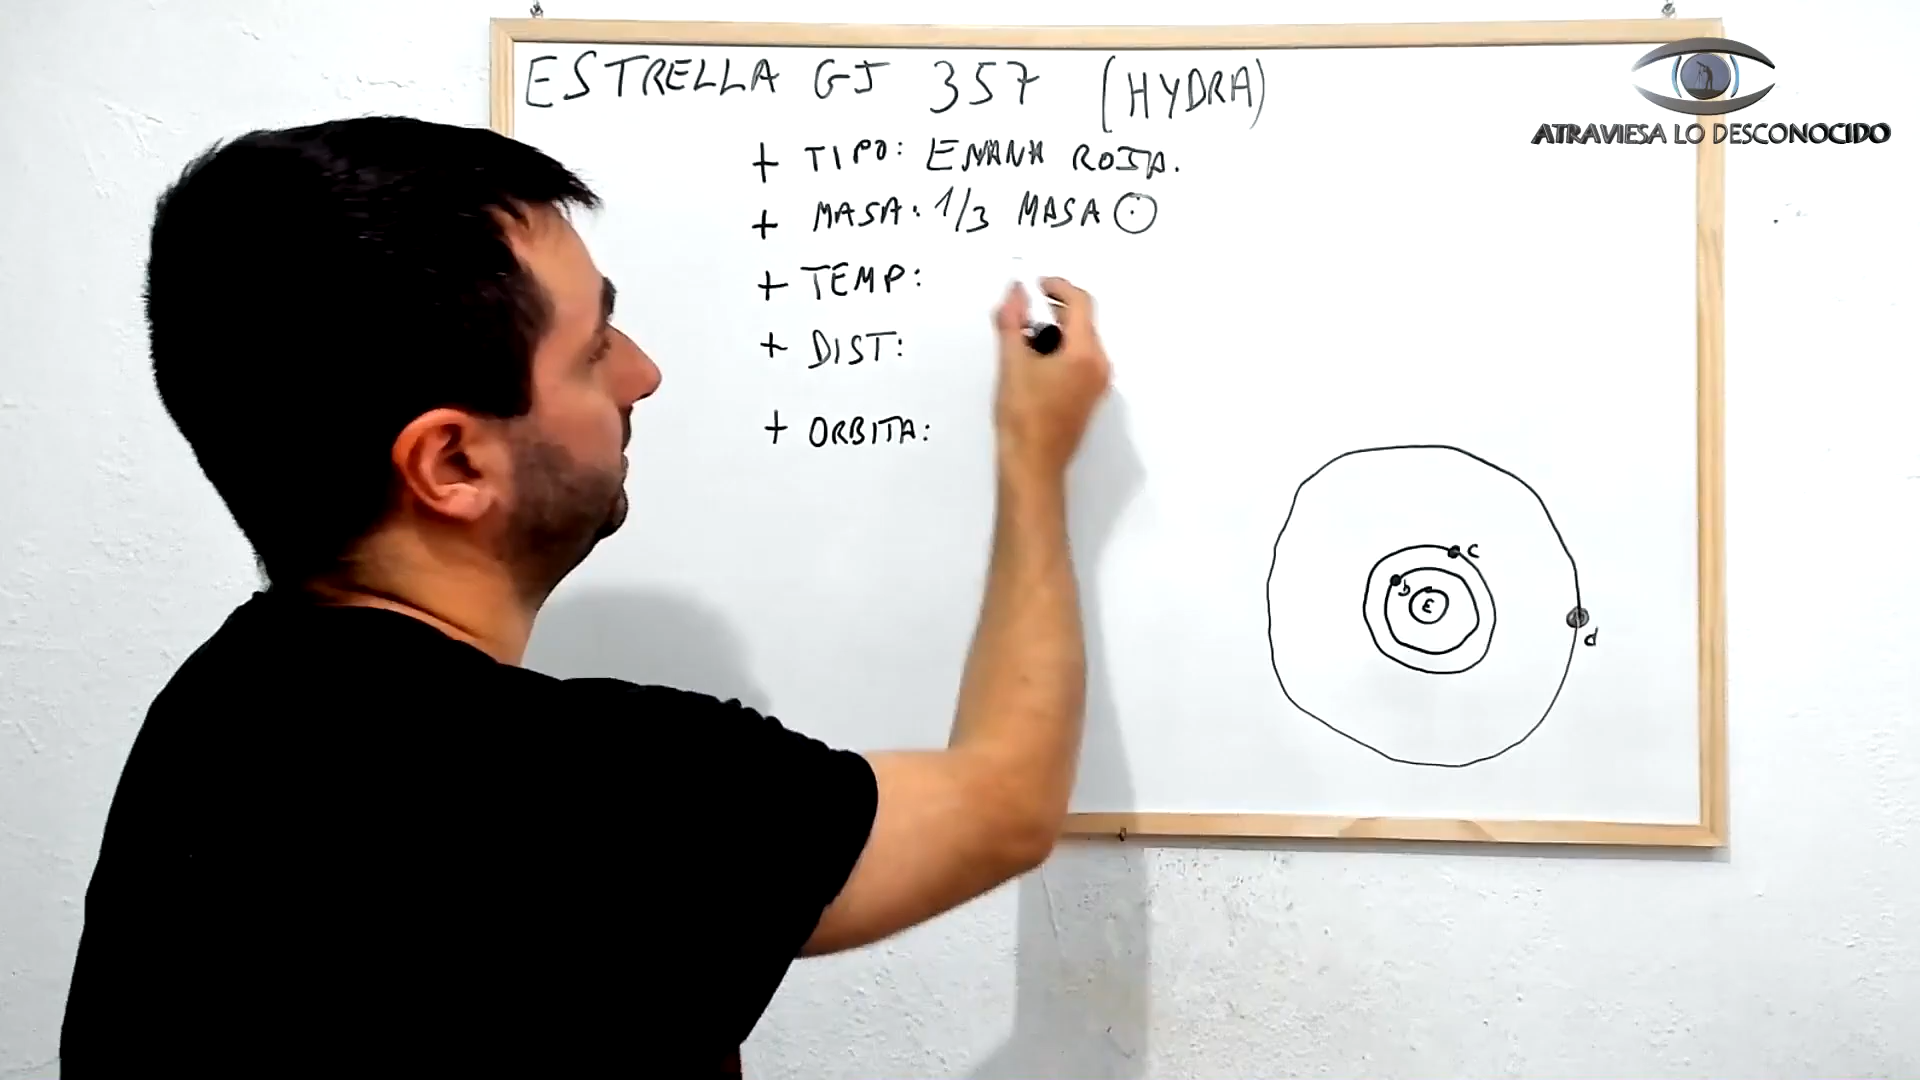 ESTRELLA GJ 357 (HYDRA)
+ TIPO: ENANA ROJA.
+ MASA: 1/3 MASA ☉
+ TEMP:
+ DIST:
+ ORBITA:
c
b
E
d
ATRAVIESA LO DESCONOCIDO